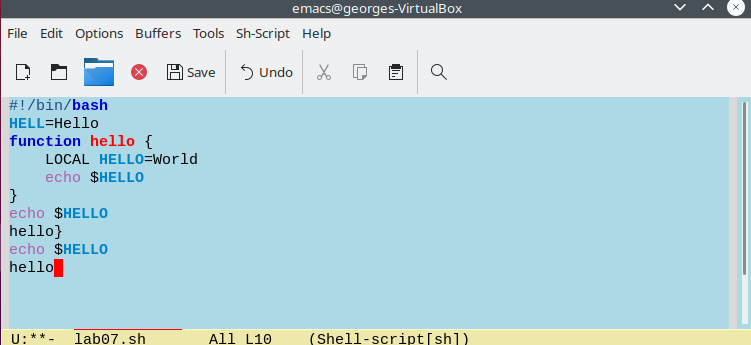 emacs@georges-VirtualBox
File Edit Options Buffers Tools Sh-Script Help
Save Undo
#!/bin/bash
HELL=Hello
function hello {
    LOCAL HELLO=World
    echo $HELLO
}
echo $HELLO
hello}
echo $HELLO
hello
U:**-  lab07.sh       All L10    (Shell-script[sh])